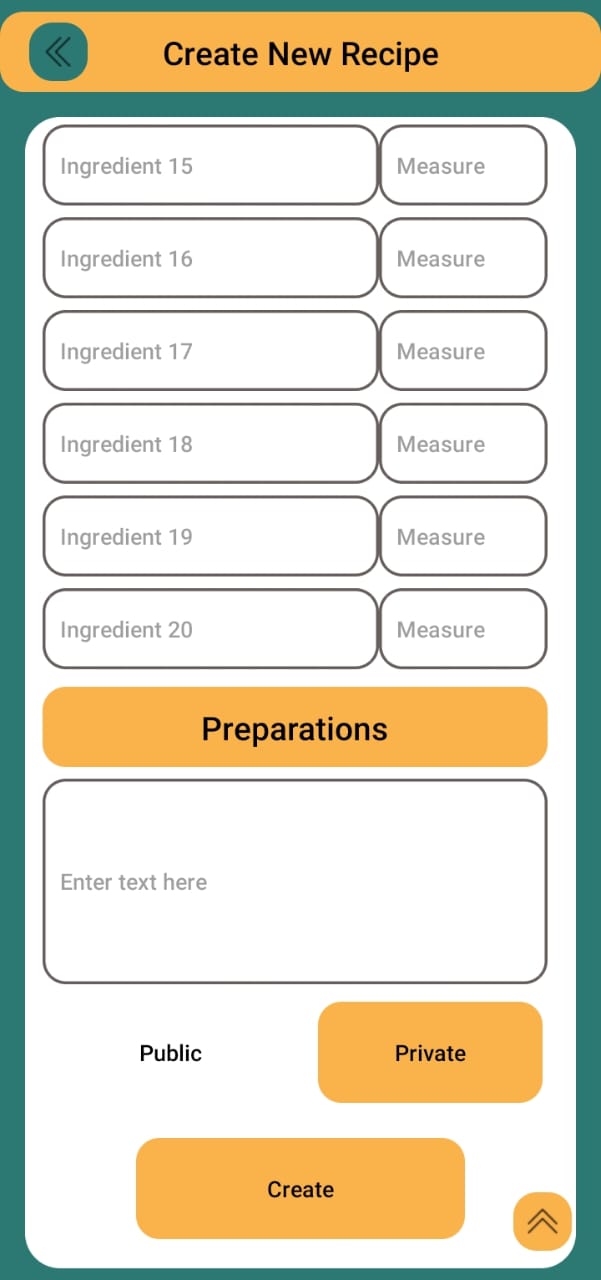 Create New Recipe
Ingredient 15 Measure
Ingredient 16 Measure
Ingredient 17 Measure
Ingredient 18 Measure
Ingredient 19 Measure
Ingredient 20 Measure
Preparations
Enter text here
Public Private
Create